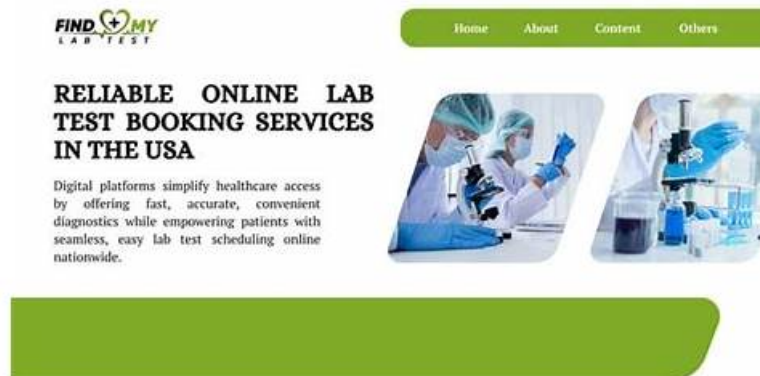 FIND MY
LAB TEST
Home About Content Others
RELIABLE ONLINE LAB
TEST BOOKING SERVICES
IN THE USA
Digital platforms simplify healthcare access
by offering fast, accurate, convenient
diagnostics while empowering patients with
seamless, easy lab test scheduling online
nationwide.